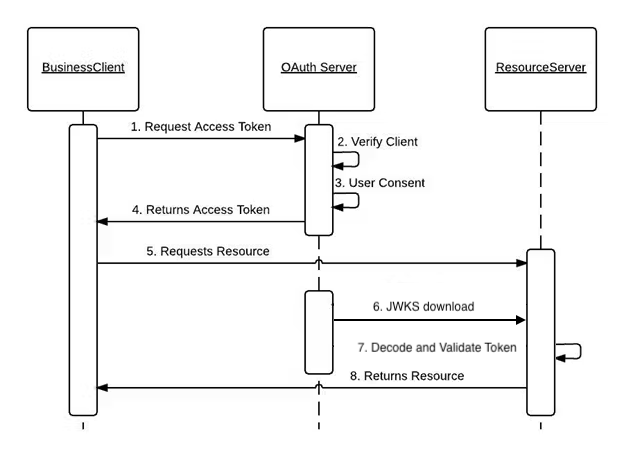 BusinessClient
OAuth Server
ResourceServer
1. Request Access Token
2. Verify Client
3. User Consent
4. Returns Access Token
5. Requests Resource
6. JWKS download
7. Decode and Validate Token
8. Returns Resource